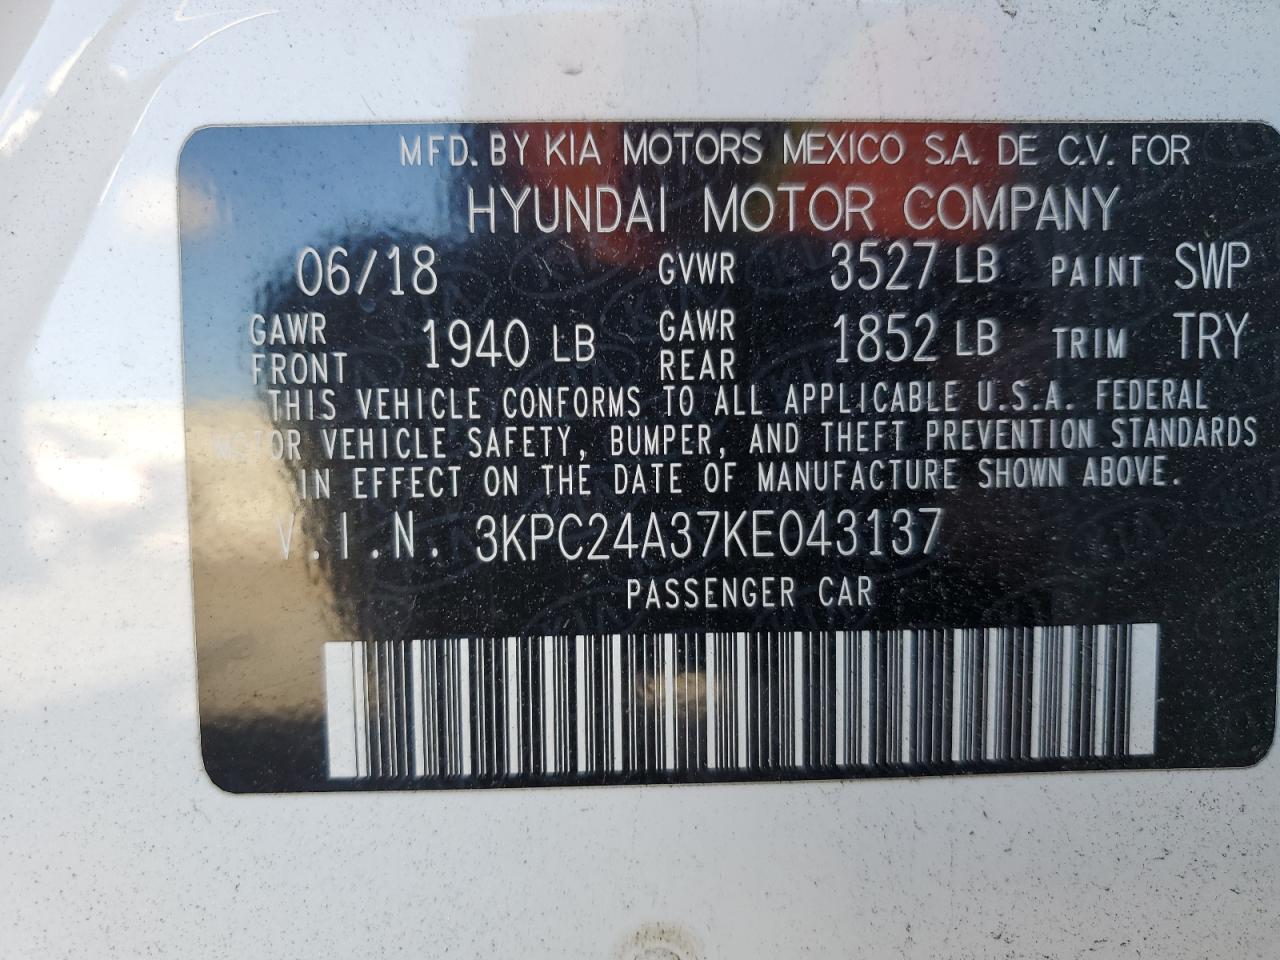 MFD. BY KIA MOTORS MEXICO S.A. DE C.V. FOR
HYUNDAI MOTOR COMPANY
06/18 GVWR 3527 LB PAINT SWP
GAWR FRONT 1940 LB GAWR REAR 1852 LB TRIM TRY
THIS VEHICLE CONFORMS TO ALL APPLICABLE U.S.A. FEDERAL
MOTOR VEHICLE SAFETY, BUMPER, AND THEFT PREVENTION STANDARDS
IN EFFECT ON THE DATE OF MANUFACTURE SHOWN ABOVE.
V.I.N. 3KPC24A37KE043137
PASSENGER CAR